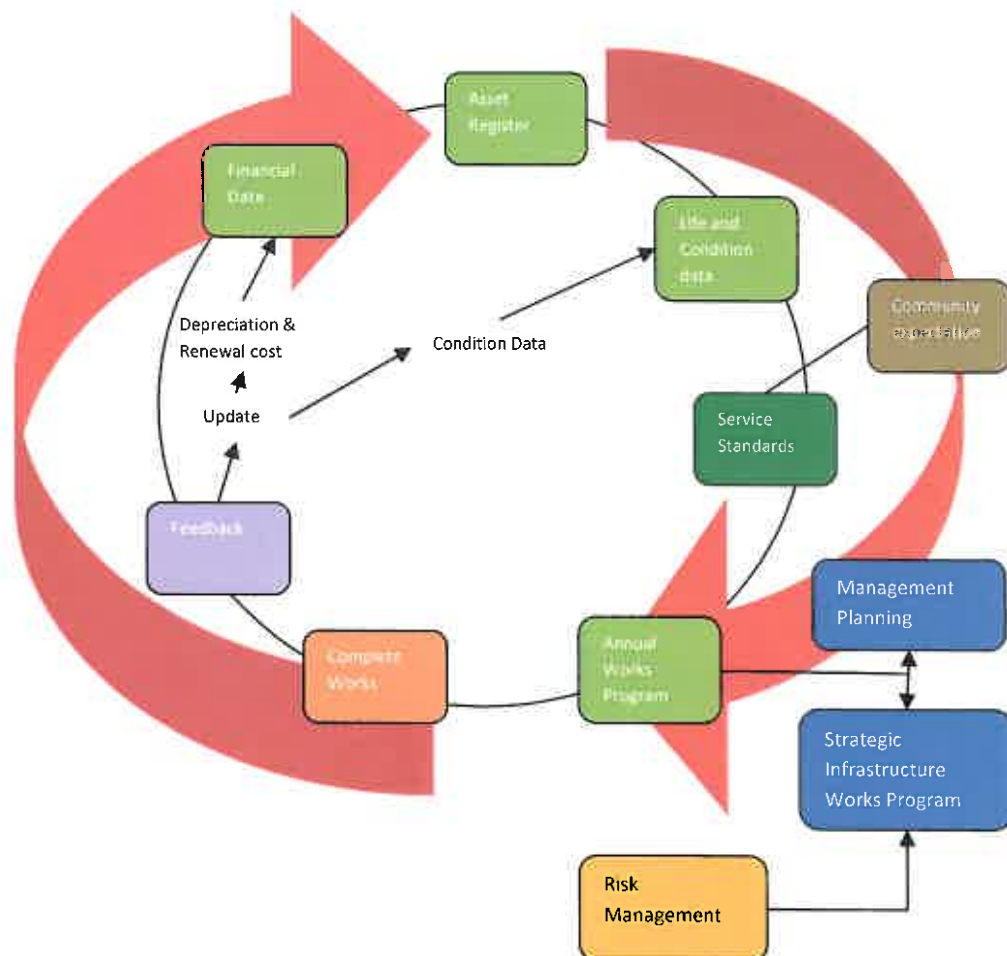 Asset
Register
Financial
Date
Life and
Condition
data
Community
expectation
Depreciation &
Renewal cost
Condition Data
Update
Service
Standards
Feedback
Management
Planning
Complete
Works
Annual
Works
Program
Strategic
Infrastructure
Works Program
Risk
Management